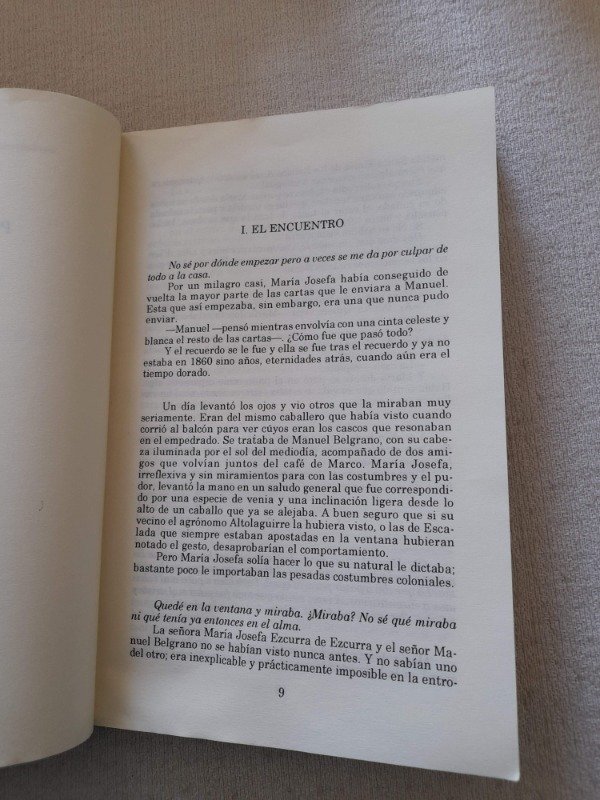 I. EL ENCUENTRO
No sé por dónde empezar pero a veces se me da por culpar de
todo a la casa.
Por un milagro casi, María Josefa había conseguido de
vuelta la mayor parte de las cartas que le enviara a Manuel.
Esta que así empezaba, sin embargo, era una que nunca pudo
enviar.
—Manuel —pensó mientras envolvía con una cinta celeste y
blanca el resto de las cartas—. ¿Cómo fue que pasó todo?
Y el recuerdo se le fue y ella se fue tras el recuerdo y ya no
estaba en 1860 sino años, eternidades atrás, cuando aún era el
tiempo dorado.
Un día levantó los ojos y vio otros que la miraban muy
seriamente. Eran del mismo caballero que había visto cuando
corrió al balcón para ver cúyos eran los cascos que resonaban
en el empedrado. Se trataba de Manuel Belgrano, con su cabe-
za iluminada por el sol del mediodía, acompañado de dos ami-
gos que volvían juntos del café de Marco. María Josefa,
irreflexiva y sin miramientos para con las costumbres y el pu-
dor, levantó la mano en un saludo general que fue correspondi-
do por una especie de venia y una inclinación ligera desde lo
alto de un caballo que ya se alejaba. A buen seguro que si su
vecino el agrónomo Altolaguirre la hubiera visto, o las de Esca-
lada que siempre estaban apostadas en la ventana hubieran
notado el gesto, desaprobarían el comportamiento.
Pero María Josefa solía hacer lo que su natural le dictaba;
bastante poco le importaban las pesadas costumbres coloniales.
Quedé en la ventana y miraba. ¿Miraba? No sé qué miraba
ni qué tenía ya entonces en el alma.
La señora María Josefa Ezcurra de Ezcurra y el señor Ma-
nuel Belgrano no se habían visto nunca antes. Y no sabían uno
del otro; era inexplicable y prácticamente imposible en la entro-
9